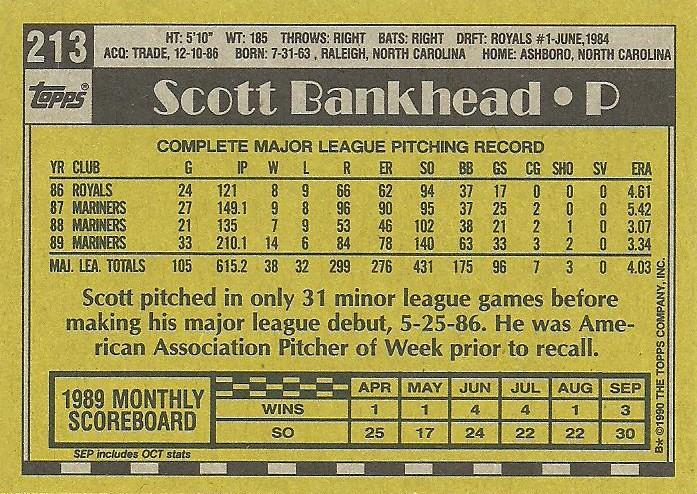 213
HT: 5'10" WT: 185 THROWS: RIGHT BATS: RIGHT DRFT: ROYALS #1-JUNE,1984
ACQ: TRADE, 12-10-86 BORN: 7-31-63 , RALEIGH, NORTH CAROLINA HOME: ASHBORO, NORTH CAROLINA
TOPPS® Scott Bankhead • P
COMPLETE MAJOR LEAGUE PITCHING RECORD
YR CLUB G IP W L R ER SO BB GS CG SHO SV ERA
86 ROYALS 24 121 8 9 66 62 94 37 17 0 0 0 4.61
87 MARINERS 27 149.1 9 8 96 90 95 37 25 2 0 0 5.42
88 MARINERS 21 135 7 9 53 46 102 38 21 2 1 0 3.07
89 MARINERS 33 210.1 14 6 84 78 140 63 33 3 2 0 3.34
MAJ. LEA. TOTALS 105 615.2 38 32 299 276 431 175 96 7 3 0 4.03
Scott pitched in only 31 minor league games before
making his major league debut, 5-25-86. He was Ame-
rican Association Pitcher of Week prior to recall.
1989 MONTHLY
SCOREBOARD
APR MAY JUN JUL AUG SEP
WINS 1 1 4 4 1 3
SO 25 17 24 22 22 30
SEP includes OCT stats
B* ©1990 THE TOPPS COMPANY, INC.